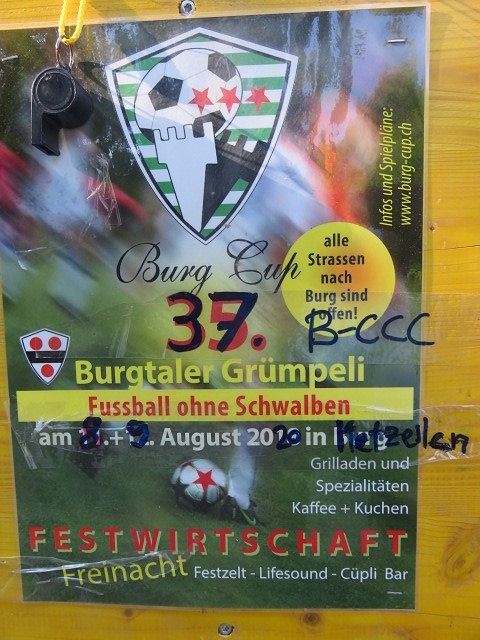 Infos und Spielpläne:
www.burg-cup.ch
Burg Cup
alle
Strassen
nach
Burg sind
offen!
37.
B-CCC
Burgtaler Grümpeli
Fussball ohne Schwalben
am 8.+9. August 2020 in
Grilladen und
Spezialitäten
Kaffee + Kuchen
FESTWIRTSCHAFT
Freinacht Festzelt - Lifesound - Cüpli Bar